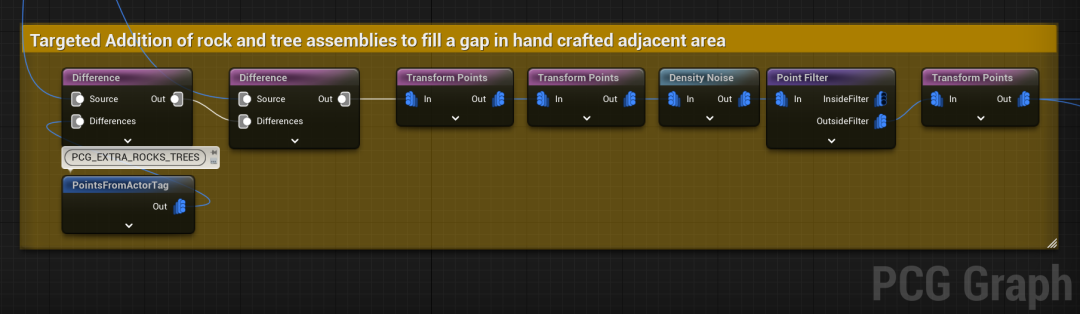 Targeted Addition of rock and tree assemblies to fill a gap in hand crafted adjacent area
Difference
Source
Out
Differences
Difference
Source
Out
Differences
Transform Points
In
Out
Transform Points
In
Out
Density Noise
In
Out
Point Filter
In
InsideFilter
OutsideFilter
Transform Points
In
Out
PCG_EXTRA_ROCKS_TREES
PointsFromActorTag
Out
PCG Graph